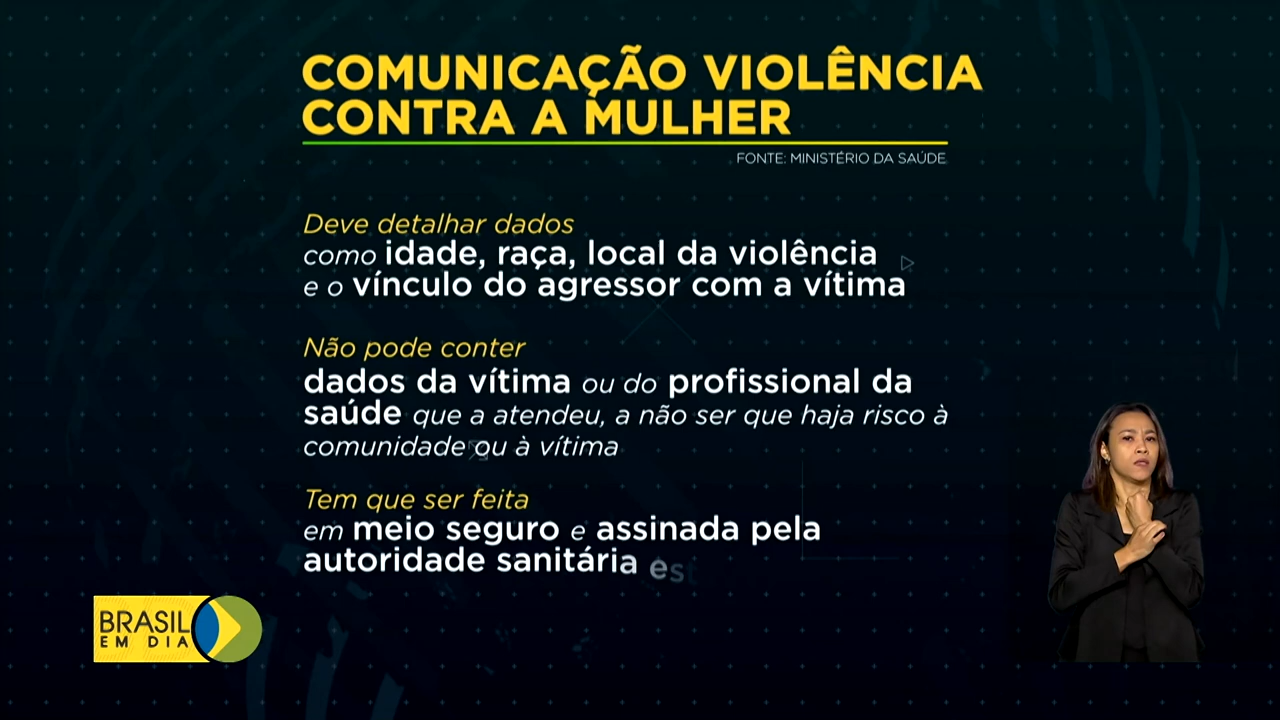 COMUNICAÇÃO VIOLÊNCIA
CONTRA A MULHER
FONTE: MINISTÉRIO DA SAÚDE
Deve detalhar dados
como idade, raça, local da violência
e o vínculo do agressor com a vítima
Não pode conter
dados da vítima ou do profissional da
saúde que a atendeu, a não ser que haja risco à
comunidade ou à vítima
Tem que ser feita
em meio seguro e assinada pela
autoridade sanitária
BRASIL
EM DIA